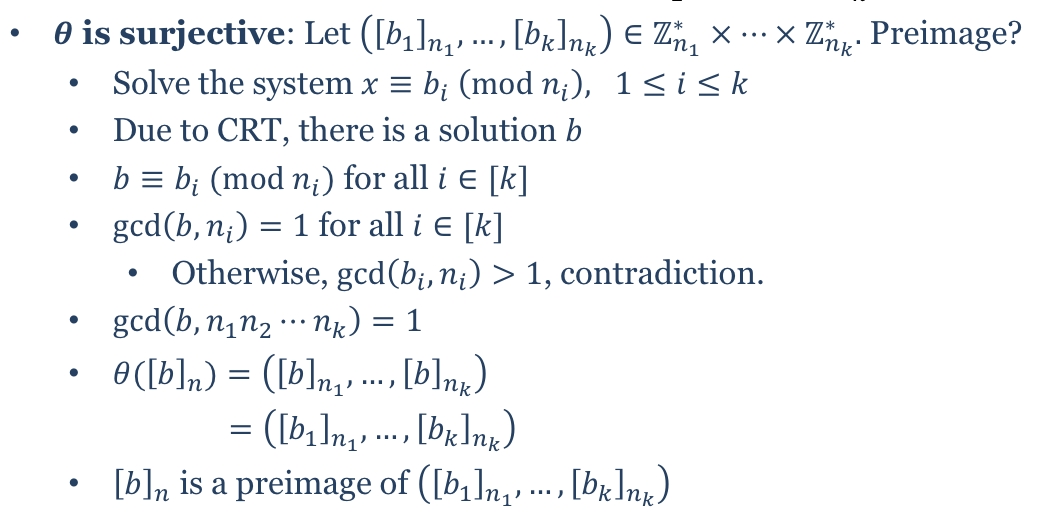 • θ is surjective: Let ([b₁]ₙ₁, …, [bₖ]ₙₖ) ∈ ℤ*ₙ₁ × ⋯ × ℤ*ₙₖ. Preimage?
• Solve the system x ≡ bᵢ (mod nᵢ), 1 ≤ i ≤ k
• Due to CRT, there is a solution b
• b ≡ bᵢ (mod nᵢ) for all i ∈ [k]
• gcd(b, nᵢ) = 1 for all i ∈ [k]
• Otherwise, gcd(bᵢ, nᵢ) > 1, contradiction.
• gcd(b, n₁n₂ ⋯ nₖ) = 1
• θ([b]ₙ) = ([b]ₙ₁, …, [b]ₙₖ)
= ([b₁]ₙ₁, …, [bₖ]ₙₖ)
• [b]ₙ is a preimage of ([b₁]ₙ₁, …, [bₖ]ₙₖ)